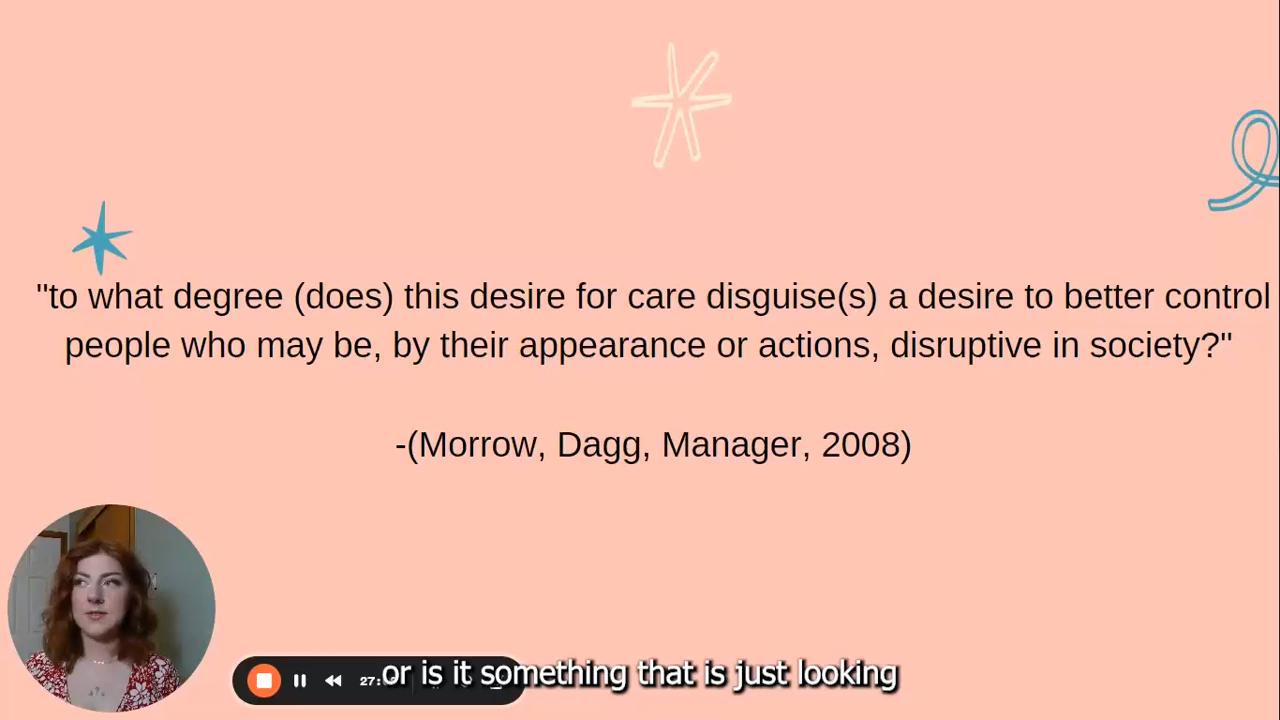 "to what degree (does) this desire for care disguise(s) a desire to better control
people who may be, by their appearance or actions, disruptive in society?"
-(Morrow, Dagg, Manager, 2008)
or is it something that is just looking